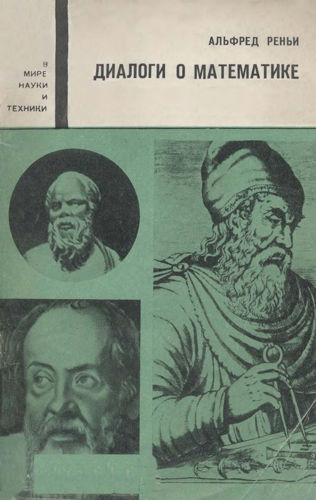 АЛЬФРЕД РЕНЬИ
ДИАЛОГИ О МАТЕМАТИКЕ
В
МИРЕ
НАУКИ
И
ТЕХНИКИ